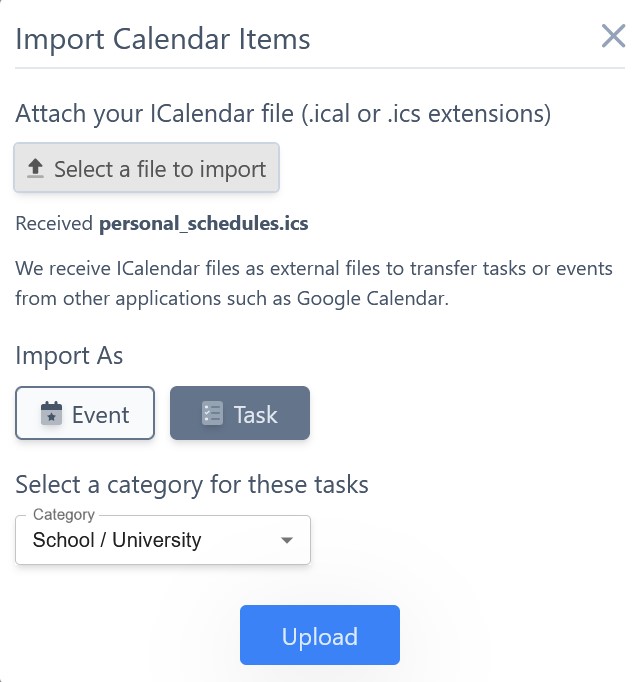 Import Calendar Items
Attach your ICalendar file (.ical or .ics extensions)
Select a file to import
Received personal_schedules.ics
We receive ICalendar files as external files to transfer tasks or events
from other applications such as Google Calendar.
Import As
Event
Task
Select a category for these tasks
Category
School / University
Upload